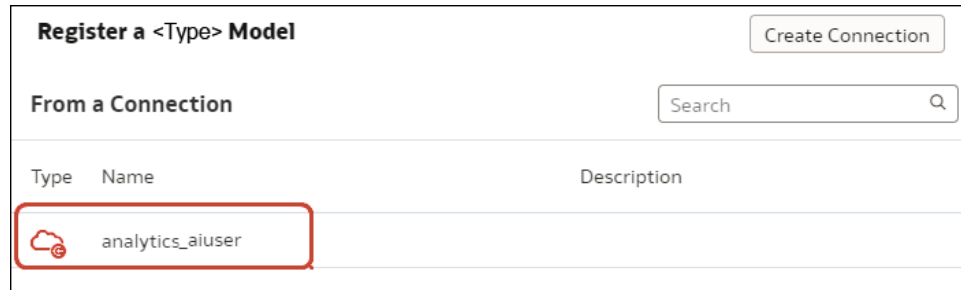 Register a <Type> Model
Create Connection
From a Connection
Search
Type Name Description
analytics_aiuser